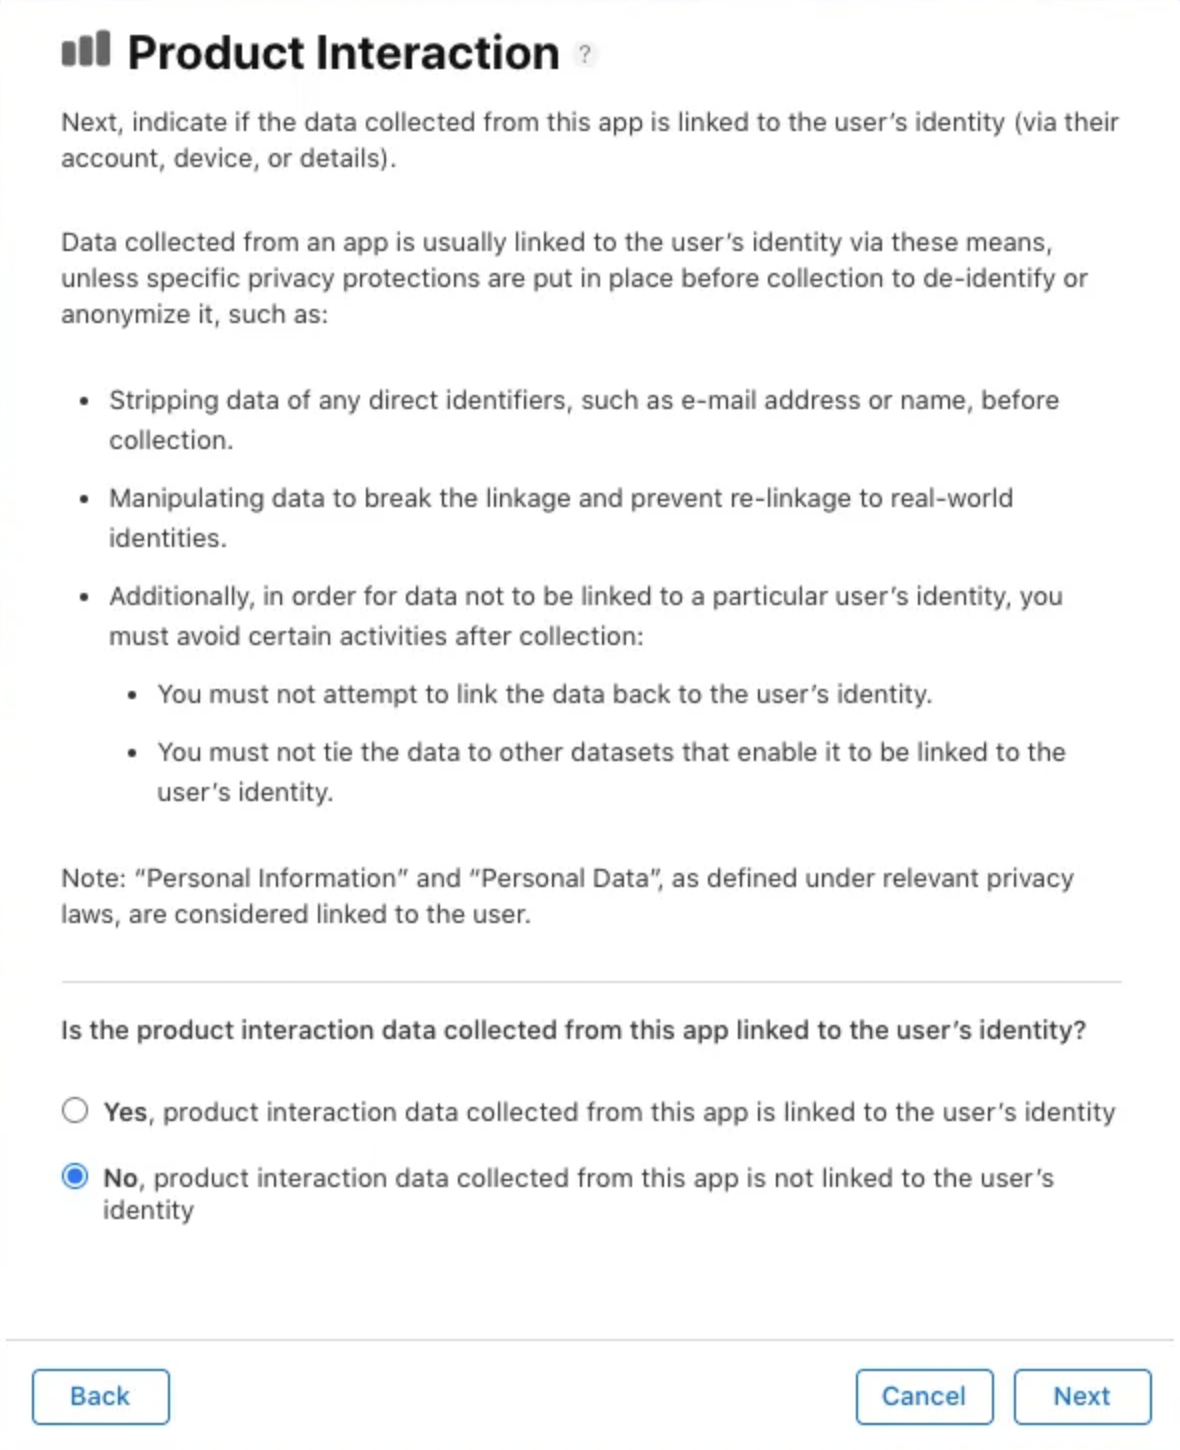 Product Interaction ?
Next, indicate if the data collected from this app is linked to the user’s identity (via their
account, device, or details).
Data collected from an app is usually linked to the user’s identity via these means,
unless specific privacy protections are put in place before collection to de-identify or
anonymize it, such as:
• Stripping data of any direct identifiers, such as e-mail address or name, before
collection.
• Manipulating data to break the linkage and prevent re-linkage to real-world
identities.
• Additionally, in order for data not to be linked to a particular user’s identity, you
must avoid certain activities after collection:
• You must not attempt to link the data back to the user’s identity.
• You must not tie the data to other datasets that enable it to be linked to the
user’s identity.
Note: “Personal Information” and “Personal Data”, as defined under relevant privacy
laws, are considered linked to the user.
Is the product interaction data collected from this app linked to the user’s identity?
Yes, product interaction data collected from this app is linked to the user’s identity
No, product interaction data collected from this app is not linked to the user’s
identity
Back Cancel Next